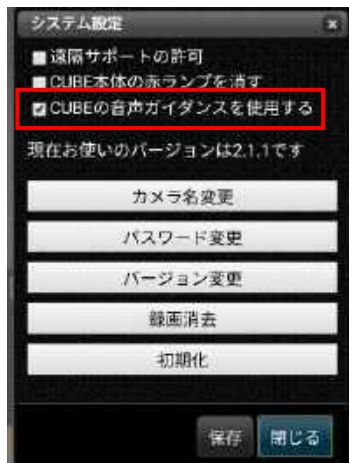 システム設定
×
遠隔サポートの許可
CUBE本体の赤ランプを消す
CUBEの音声ガイダンスを使用する
現在お使いのバージョンは2.1.1です
カメラ名変更
パスワード変更
バージョン変更
録画消去
初期化
保存 閉じる